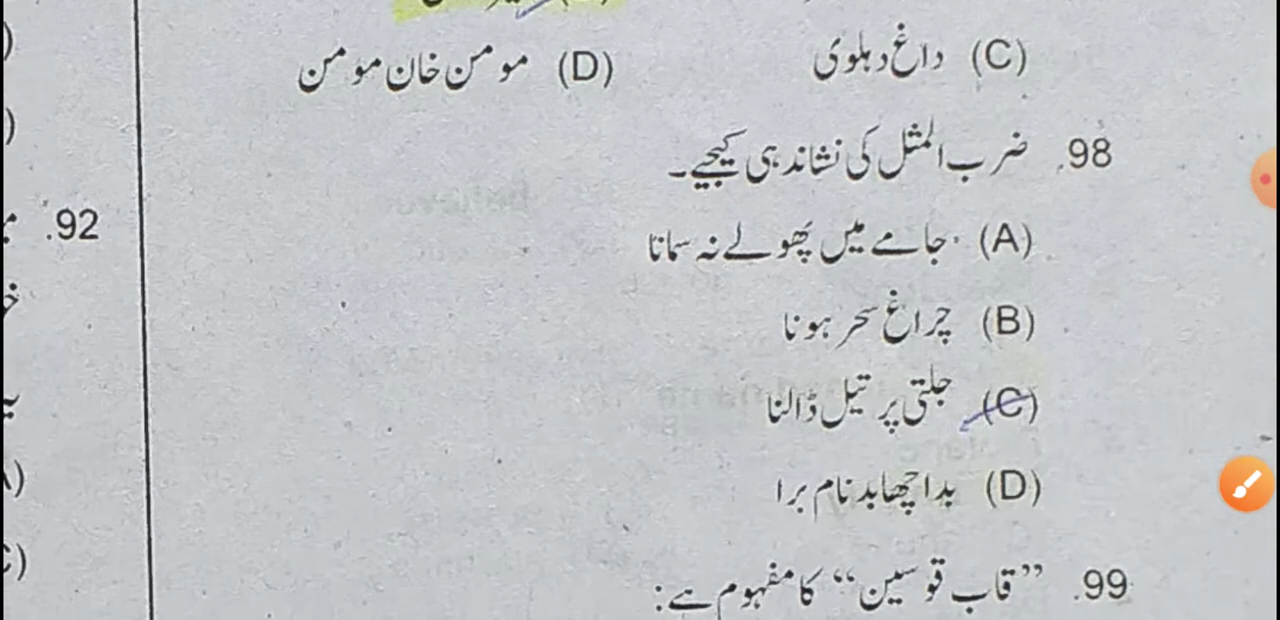 (C) داغ دہلوی (D) مومن خان مومن
98. ضرب المثل کی نشاندہی کیجیے۔
(A) جامے میں پھولے نہ سمانا
92.
(B) چراغ سحر ہونا
(C) جلتی پر تیل ڈالنا
(D) بد اچھا بدنام برا
99. ”قاب قوسین“ کا مفہوم ہے: